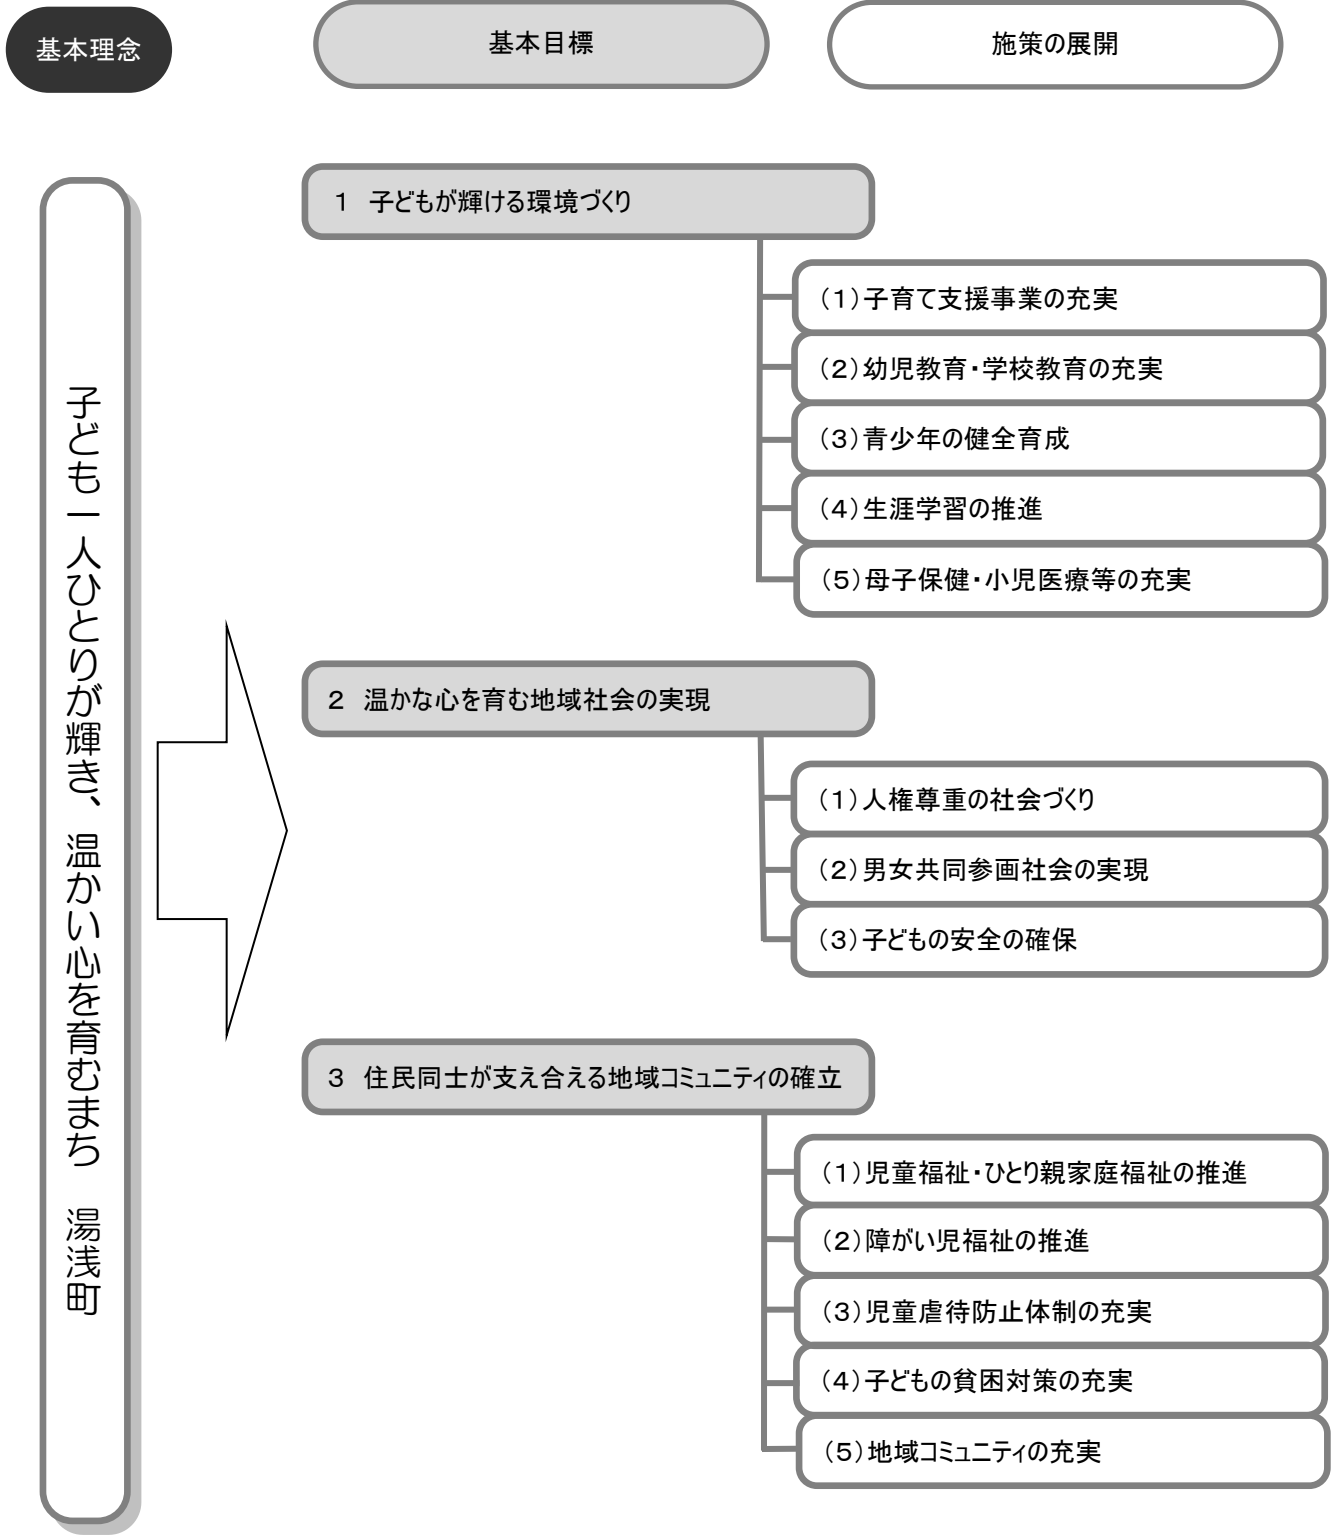 基本理念
基本目標
施策の展開
子ども一人ひとりが輝き、温かい心を育むまち　湯浅町
1　子どもが輝ける環境づくり
（1）子育て支援事業の充実
（2）幼児教育・学校教育の充実
（3）青少年の健全育成
（4）生涯学習の推進
（5）母子保健・小児医療等の充実
2　温かな心を育む地域社会の実現
（1）人権尊重の社会づくり
（2）男女共同参画社会の実現
（3）子どもの安全の確保
3　住民同士が支え合える地域コミュニティの確立
（1）児童福祉・ひとり親家庭福祉の推進
（2）障がい児福祉の推進
（3）児童虐待防止体制の充実
（4）子どもの貧困対策の充実
（5）地域コミュニティの充実